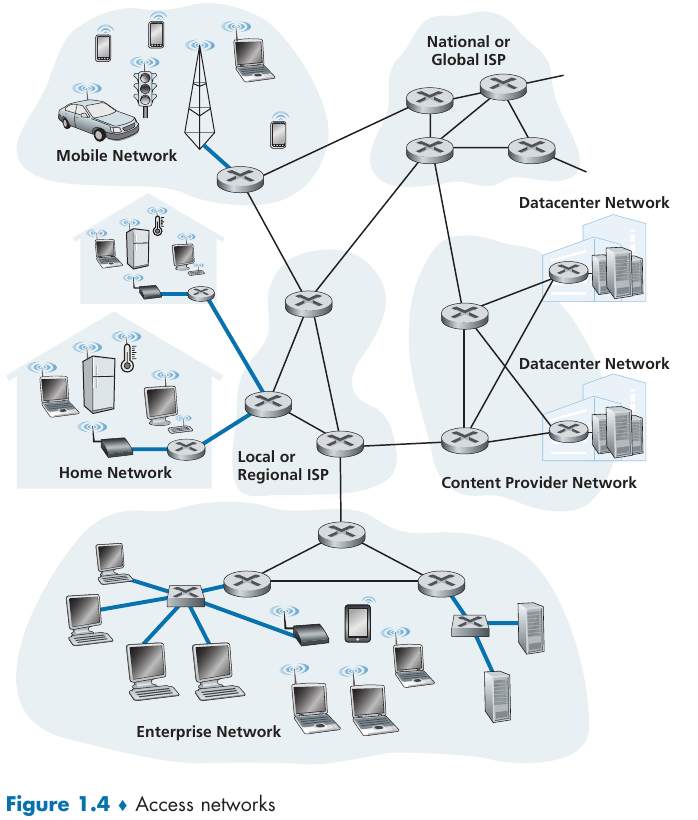 National or
Global ISP
Mobile Network
Datacenter Network
Datacenter Network
Local or
Regional ISP
Home Network
Content Provider Network
Enterprise Network
Figure 1.4 ♦ Access networks